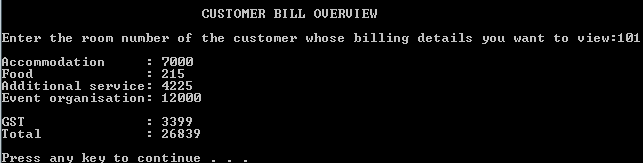 CUSTOMER BILL OVERVIEW
Enter the room number of the customer whose billing details you want to view:101
Accommodation : 7000
Food : 215
Additional service: 4225
Event organisation: 12000
GST : 3399
Total : 26839
Press any key to continue . . .